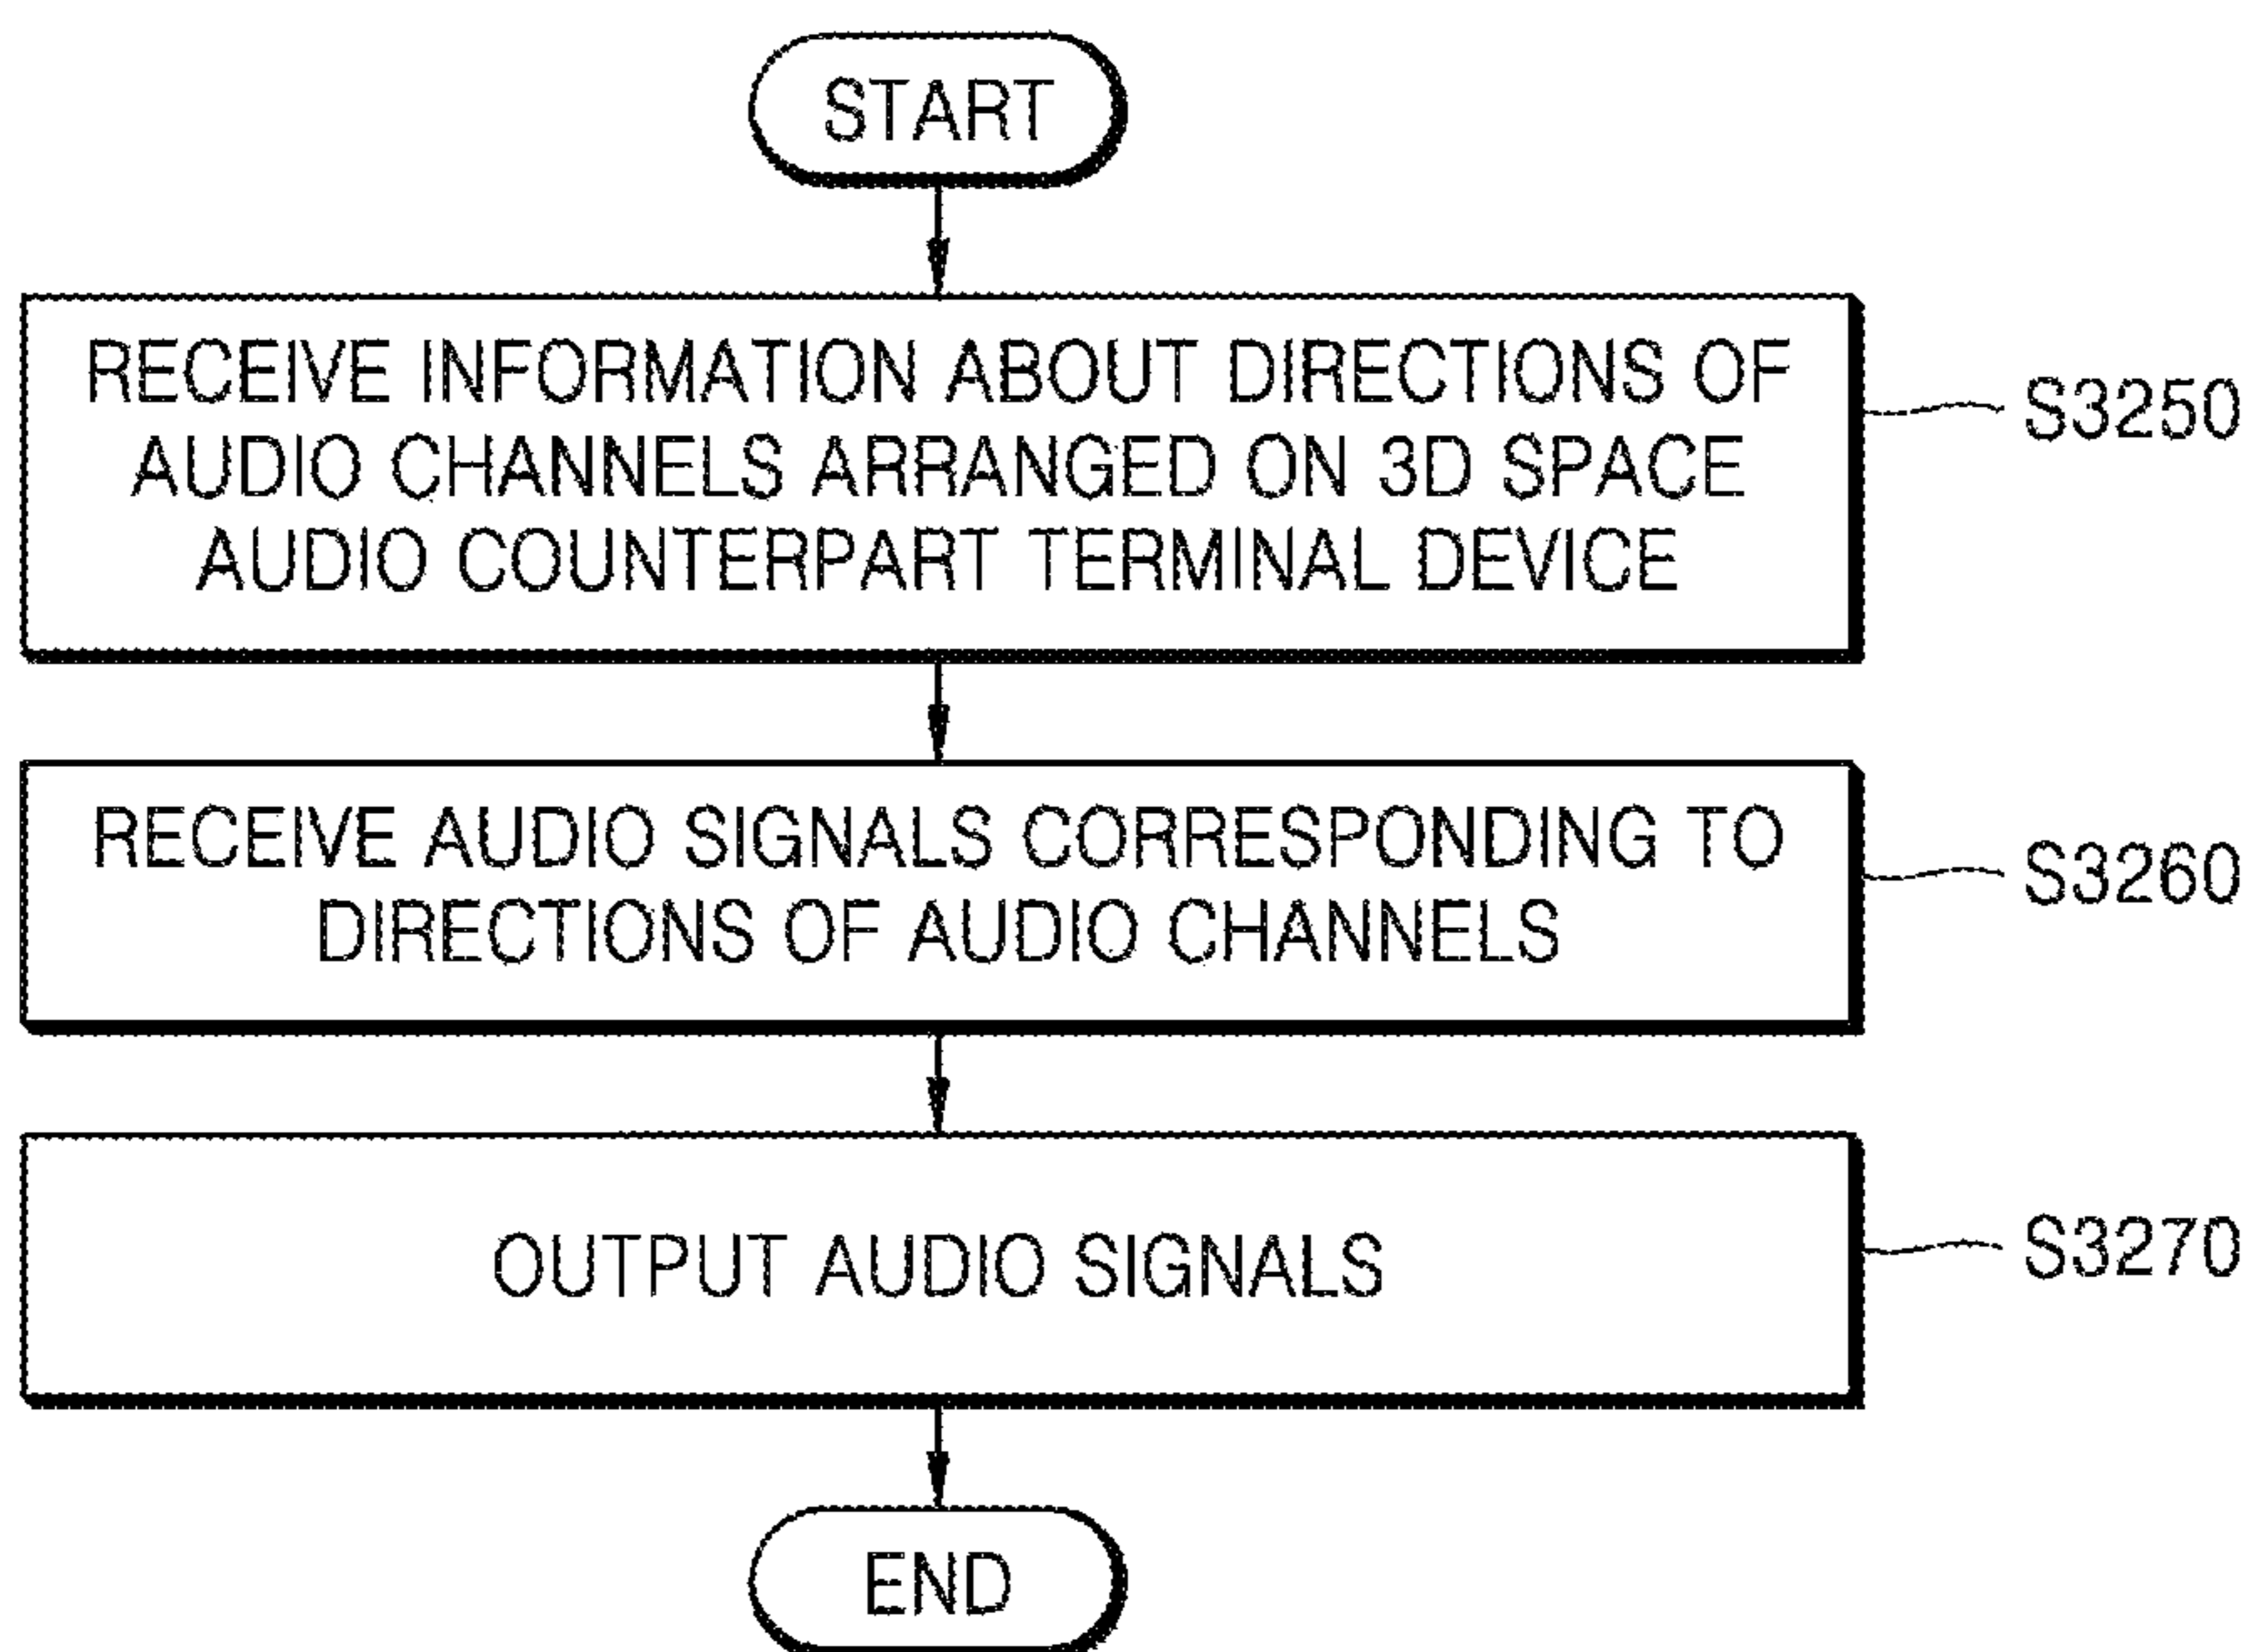 START
RECEIVE INFORMATION ABOUT DIRECTIONS OF
AUDIO CHANNELS ARRANGED ON 3D SPACE
AUDIO COUNTERPART TERMINAL DEVICE
S3250
RECEIVE AUDIO SIGNALS CORRESPONDING TO
DIRECTIONS OF AUDIO CHANNELS
S3260
OUTPUT AUDIO SIGNALS
S3270
END